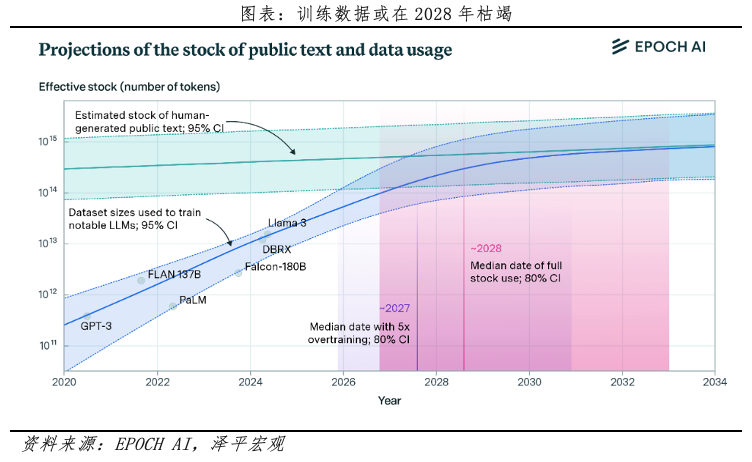 图表：训练数据或在 2028 年枯竭
Projections of the stock of public text and data usage
EPOCH AI
Effective stock (number of tokens)
Estimated stock of human-
generated public text; 95% CI
10¹⁵
10¹⁴
Dataset sizes used to train
notable LLMs; 95% CI
Llama 3
10¹³
DBRX
Falcon-180B
FLAN 137B
~2028
Median date of full
stock use; 80% CI
10¹²
PaLM
~2027
Median date with 5x
overtraining; 80% CI
GPT-3
10¹¹
2020
2022
2024
2026
2028
2030
2032
2034
Year
资料来源：EPOCH AI，泽平宏观